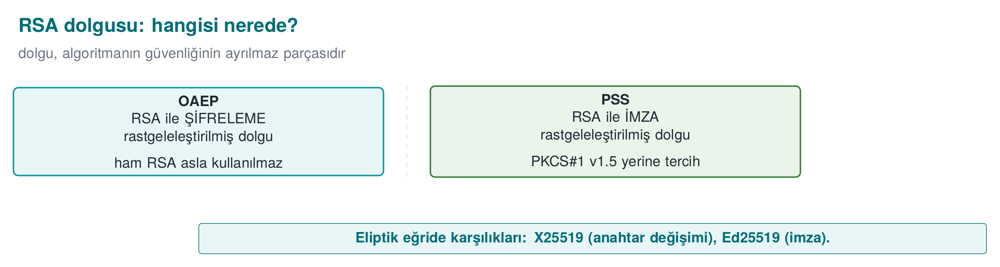 RSA dolgusu: hangisi nerede?
dolgu, algoritmanın güvenliğinin ayrılmaz parçasıdır
OAEP
RSA ile ŞİFRELEME
rastgeleleştirilmiş dolgu
ham RSA asla kullanılmaz
PSS
RSA ile İMZA
rastgeleleştirilmiş dolgu
PKCS#1 v1.5 yerine tercih
Eliptik eğride karşılıkları: X25519 (anahtar değişimi), Ed25519 (imza).